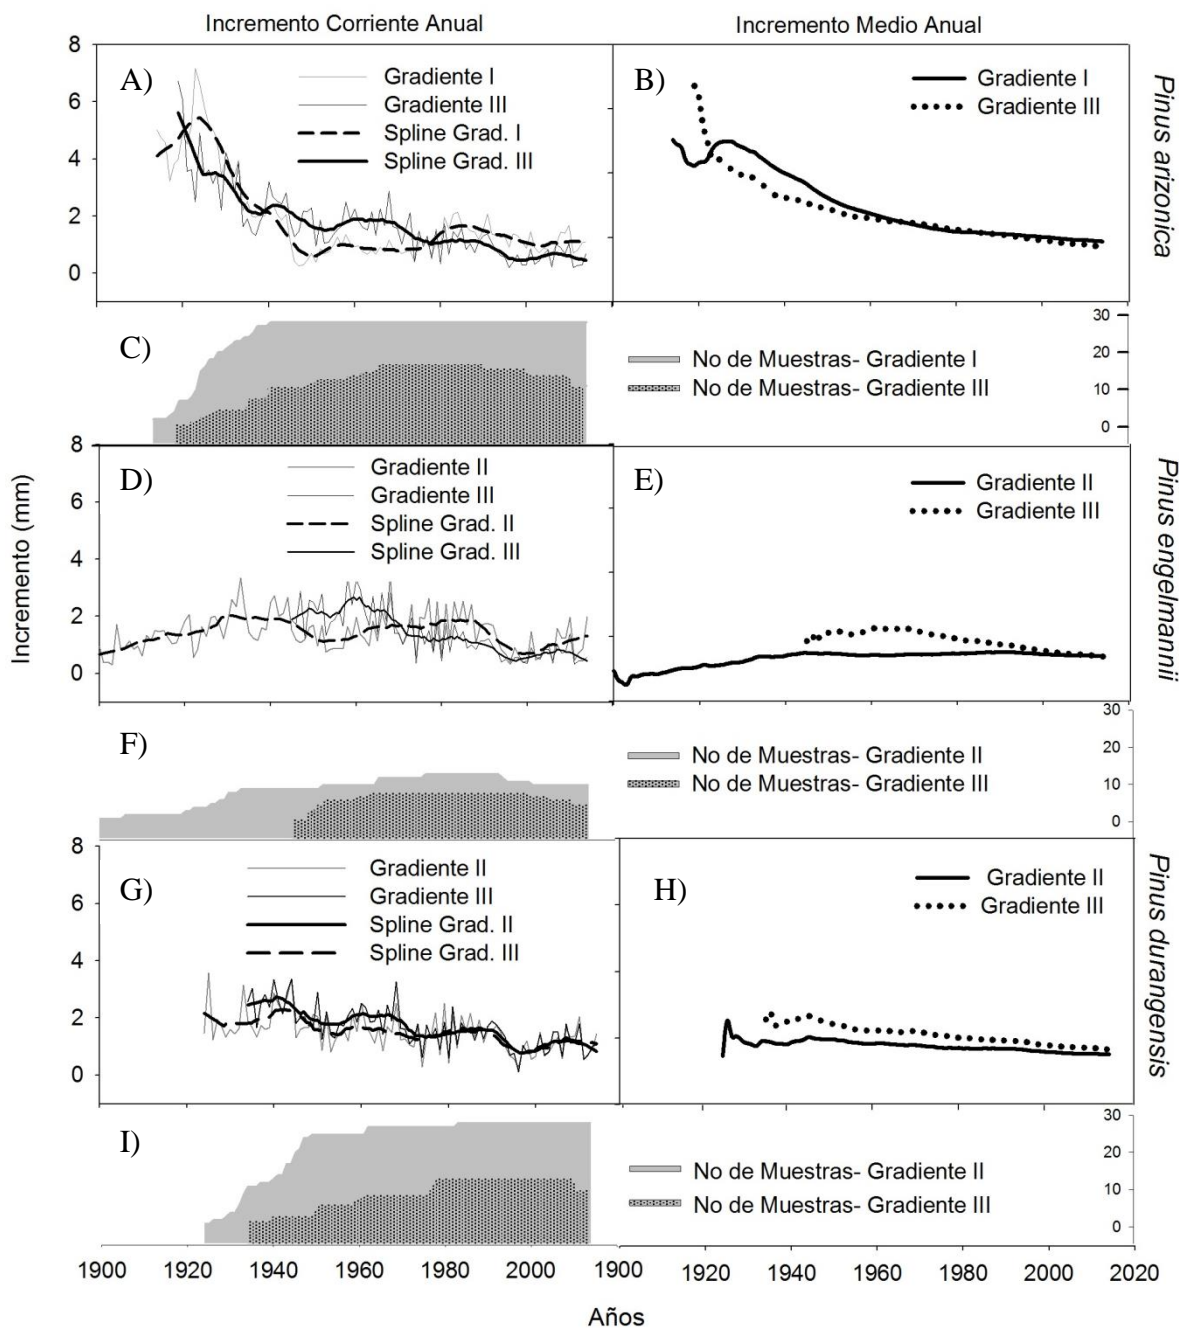 Incremento Corriente Anual
Incremento Medio Anual
8
6
4
2
0
A)
Gradiente I
Gradiente III
Spline Grad. I
Spline Grad. III
B)
Gradiente I
Gradiente III
Pinus arizonica
C)
No de Muestras- Gradiente I
No de Muestras- Gradiente III
30
20
10
0
Incremento (mm)
8
6
4
2
0
D)
Gradiente II
Gradiente III
Spline Grad. II
Spline Grad. III
E)
Gradiente II
Gradiente III
Pinus engelmannii
F)
No de Muestras- Gradiente II
No de Muestras- Gradiente III
30
20
10
0
8
6
4
2
0
G)
Gradiente II
Gradiente III
Spline Grad. II
Spline Grad. III
H)
Gradiente II
Gradiente III
Pinus durangensis
I)
No de Muestras- Gradiente II
No de Muestras- Gradiente III
30
20
10
0
1900 1920 1940 1960 1980 2000 1900 1920 1940 1960 1980 2000 2020
Años